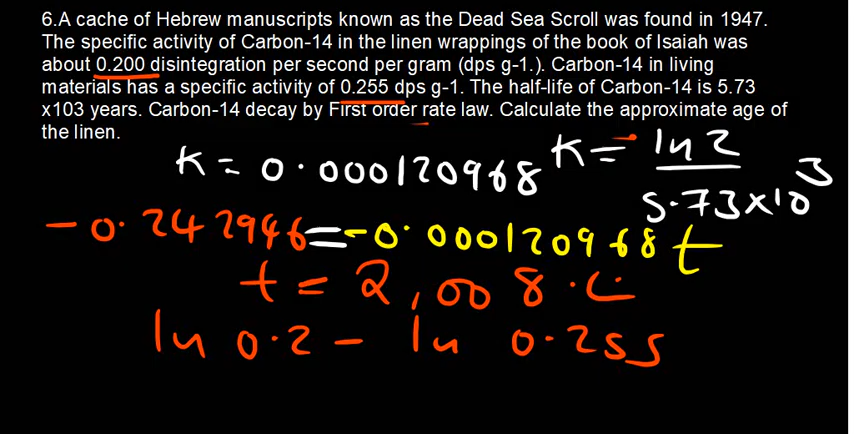 6.A cache of Hebrew manuscripts known as the Dead Sea Scroll was found in 1947.
The specific activity of Carbon-14 in the linen wrappings of the book of Isaiah was
about 0.200 disintegration per second per gram (dps g-1.). Carbon-14 in living
materials has a specific activity of 0.255 dps g-1. The half-life of Carbon-14 is 5.73
x103 years. Carbon-14 decay by First order rate law. Calculate the approximate age of
the linen.
K = 0.000120968 K = ln 2 / 5.73×10³
-0.242946 = -0.000120968 t
t = 2,008.
ln 0.2 - ln 0.255